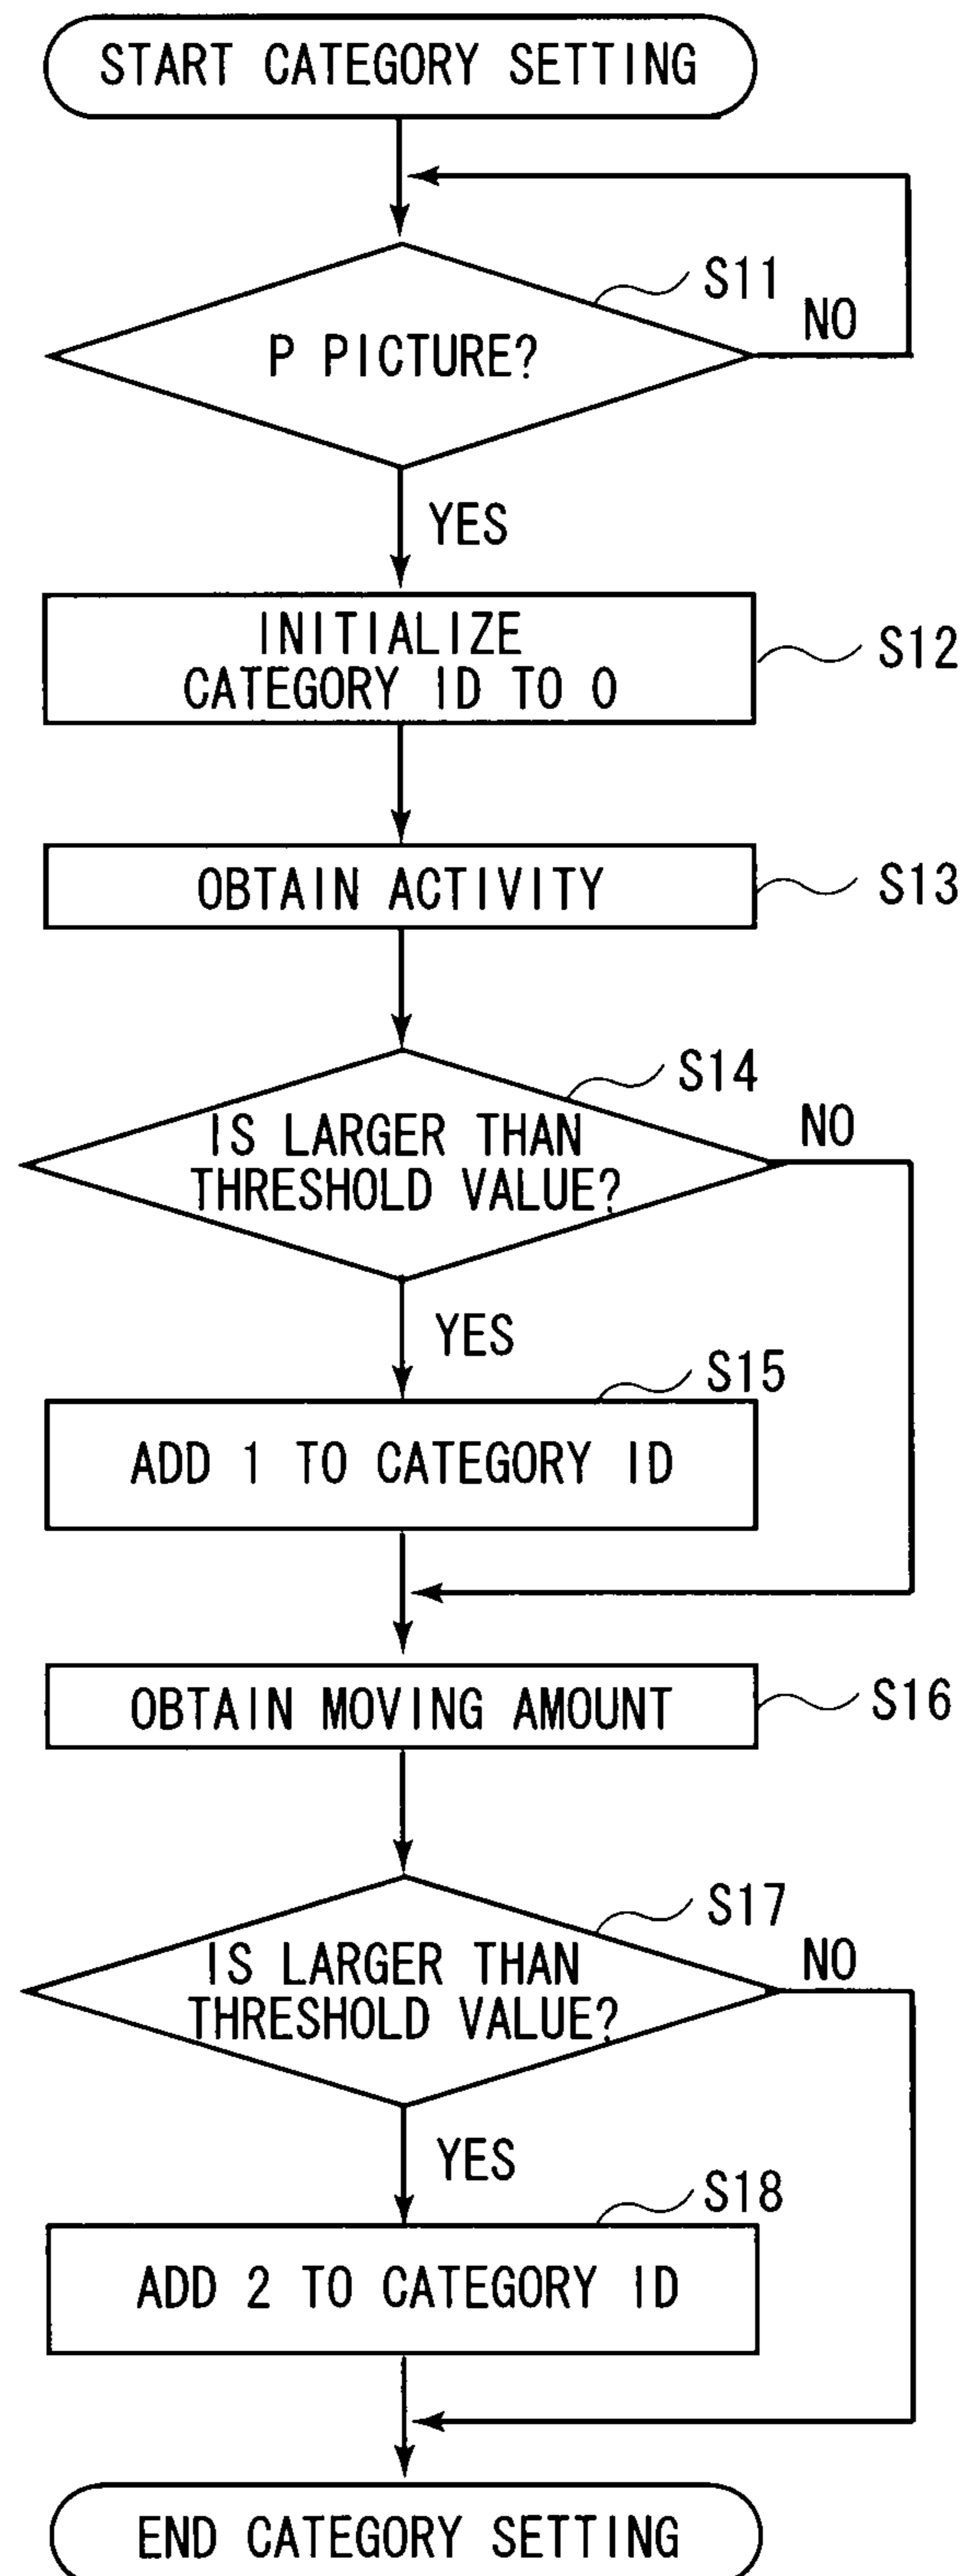 START CATEGORY SETTING
S11
NO
P PICTURE?
YES
INITIALIZE
CATEGORY ID TO 0
S12
OBTAIN ACTIVITY
S13
S14
NO
IS LARGER THAN
THRESHOLD VALUE?
YES
S15
ADD 1 TO CATEGORY ID
OBTAIN MOVING AMOUNT
S16
S17
NO
IS LARGER THAN
THRESHOLD VALUE?
YES
S18
ADD 2 TO CATEGORY ID
END CATEGORY SETTING